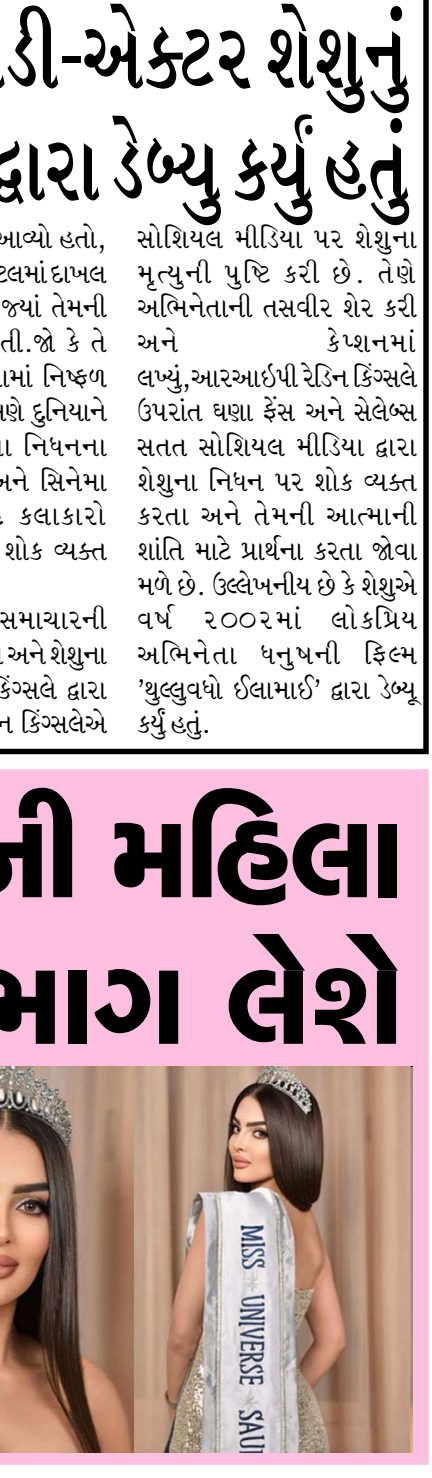 ડી-એક્ટર શેશુનું
દ્વારા ડેબ્યુ કર્યું હતું
આવ્યો હતો,
દાખલ
જ્યાં તેમની
તી.જો કે તે
નિષ્ફળ
દુનિયાને
નિધનના
અને સિનેમા
કલાકારો
શોક વ્યક્ત
સમાચારની
અને શેશુના
કિંગ્સલે દ્વારા
ન કિંગ્સલેએ
સોશિયલ મીડિયા પર શેશુના
મૃત્યુની પુષ્ટિ કરી છે. તેણે
અભિનેતાની તસવીર શેર કરી
અને કેપ્શનમાં
લખ્યું,આરઆઇપી રેડિન કિંગ્સલે
ઉપરાંત ઘણા ફેંસ અને સેલેબ્સ
સતત સોશિયલ મીડિયા દ્વારા
શેશુના નિધન પર શોક વ્યક્ત
કરતા અને તેમની આત્માની
શાંતિ માટે પ્રાર્થના કરતા જોવા
મળે છે. ઉલ્લેખનીય છે કે શેશુએ
વર્ષ ૨૦૦૨માં લોકપ્રિય
અભિનેતા ધનુષની ફિલ્મ
'થુલ્લુવધો ઈલામાઈ' દ્વારા ડેબ્યૂ
કર્યું હતું.
ની મહિલા
ભાગ લેશે
MISS UNIVERSE SAU